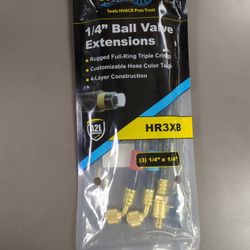 Tools HVACR Pros Trust
1/4" Ball Valve
Extensions
• Rugged Full-Ring Triple Crimp
• Customizable Hose Color Tags
• 4-Layer Construction
HR3XB
(3) 1/4" x 1/4"